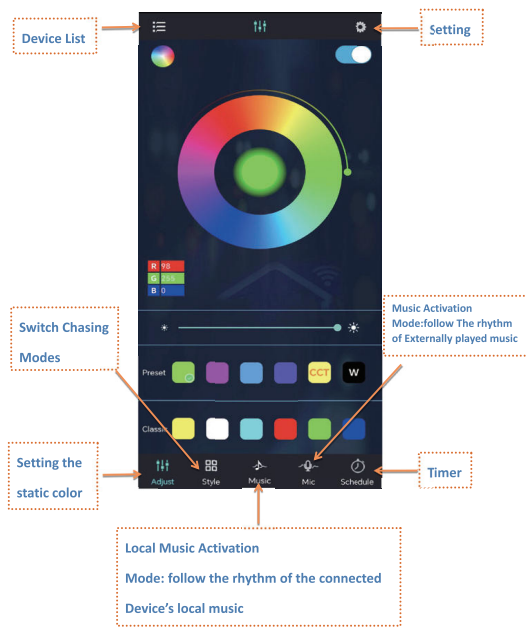 Device List
Setting
R 98
G 255
B 0
Switch Chasing
Modes
Music Activation
Mode:follow The rhythm
of Externally played music
Preset
CCT
W
Classic
Setting the
static color
Adjust
Style
Music
Mic
Schedule
Timer
Local Music Activation
Mode: follow the rhythm of the connected
Device's local music